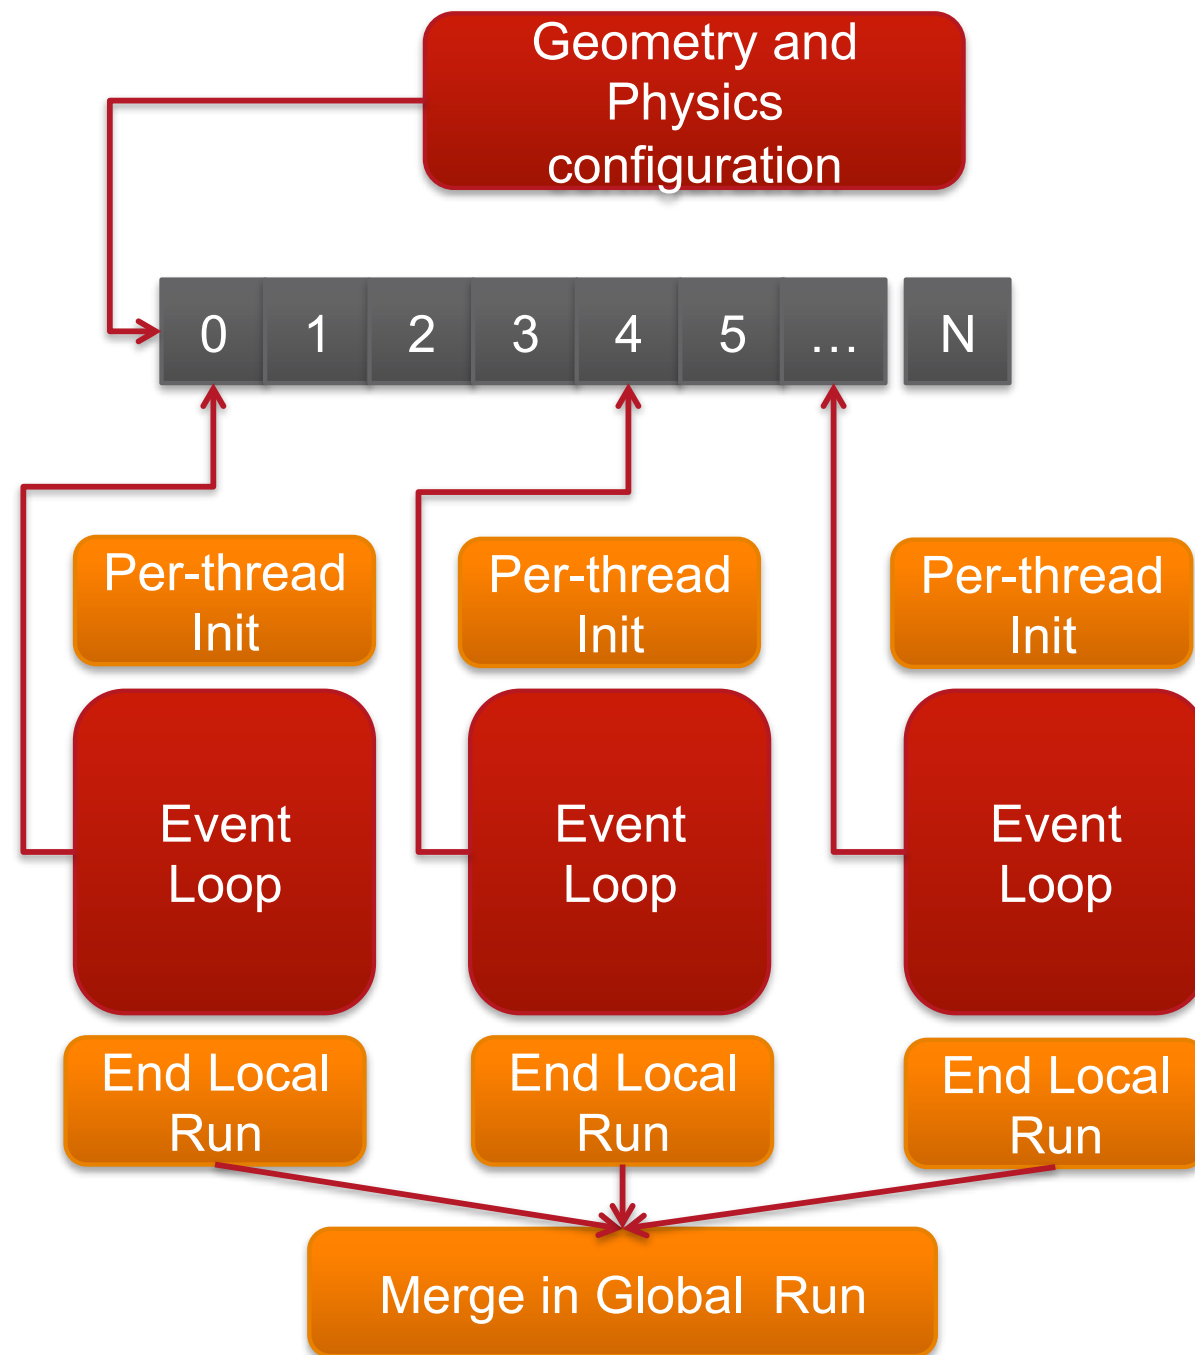 Geometry and
Physics
configuration
0 1 2 3 4 5 … N
Per-thread
Init
Per-thread
Init
Per-thread
Init
Event
Loop
Event
Loop
Event
Loop
End Local
Run
End Local
Run
End Local
Run
Merge in Global Run